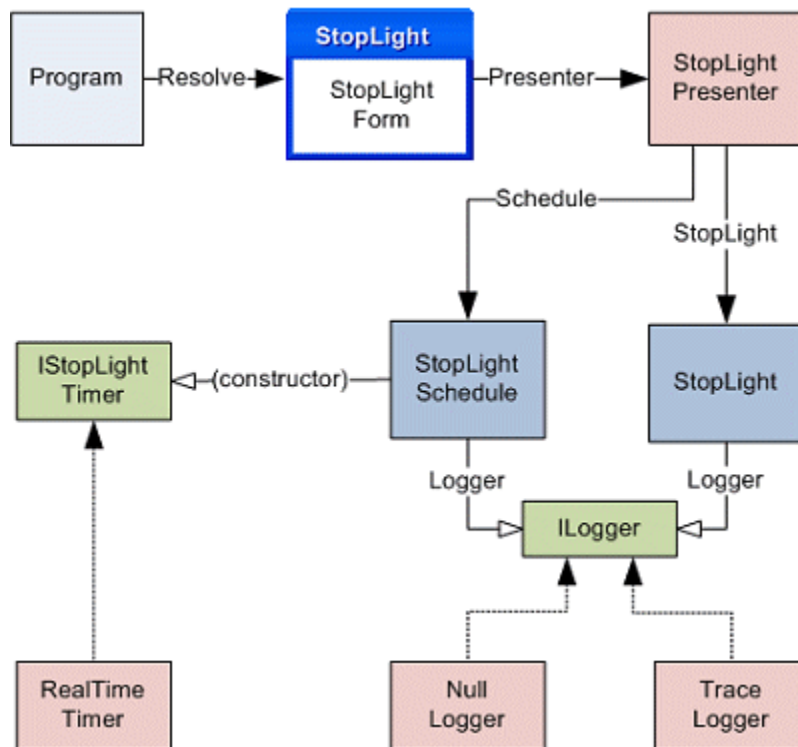 StopLight
Program
Resolve
StopLight
Form
Presenter
StopLight
Presenter
Schedule
StopLight
IStopLight
Timer
(constructor)
StopLight
Schedule
StopLight
Logger
Logger
ILogger
RealTime
Timer
Null
Logger
Trace
Logger